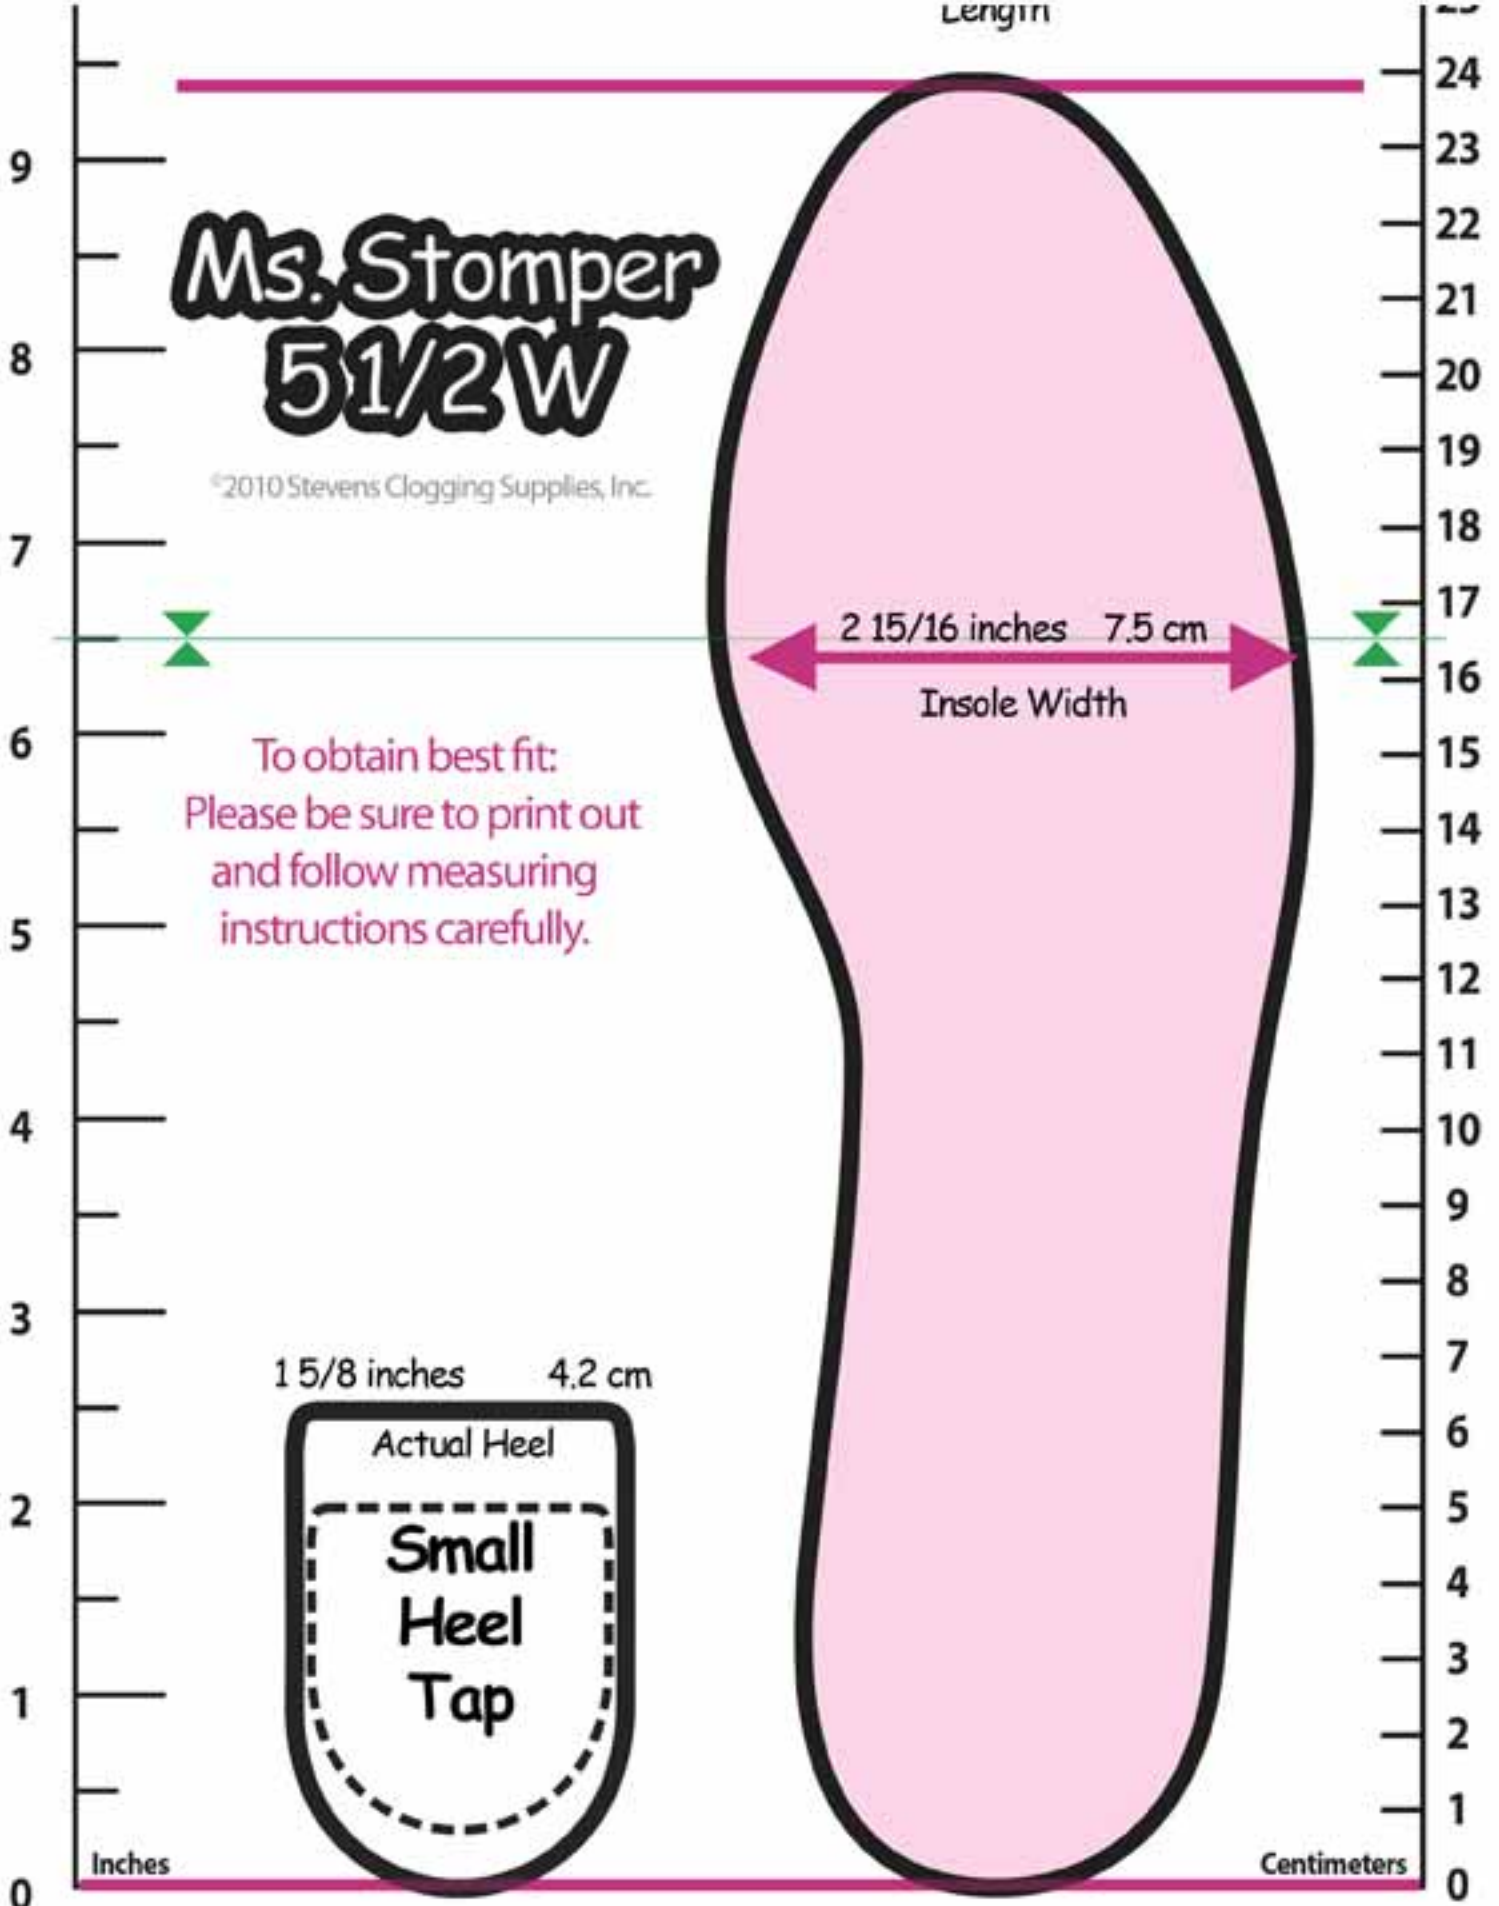 Length
Ms. Stomper
5 1/2 W
©2010 Stevens Clogging Supplies, Inc.
2 15/16 inches 7.5 cm
Insole Width
To obtain best fit:
Please be sure to print out
and follow measuring
instructions carefully.
1 5/8 inches 4.2 cm
Actual Heel
Small
Heel
Tap
Inches
9
8
7
6
5
4
3
2
1
0
Centimeters
24
23
22
21
20
19
18
17
16
15
14
13
12
11
10
9
8
7
6
5
4
3
2
1
0